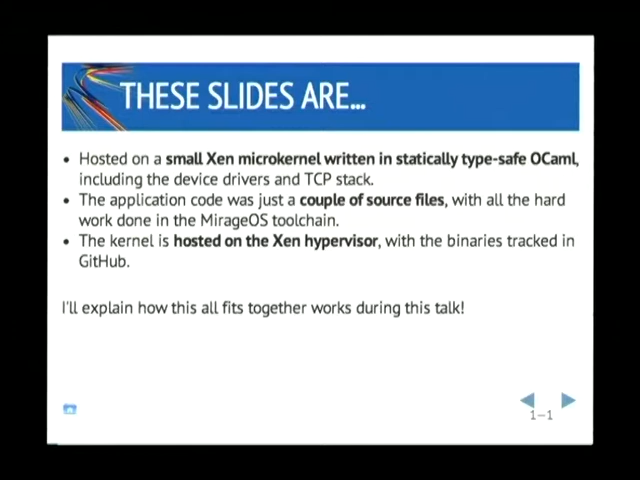 THESE SLIDES ARE...
• Hosted on a small Xen microkernel written in statically type-safe OCaml,
including the device drivers and TCP stack.
• The application code was just a couple of source files, with all the hard
work done in the MirageOS toolchain.
• The kernel is hosted on the Xen hypervisor, with the binaries tracked in
GitHub.
I'll explain how this all fits together works during this talk!
1—1